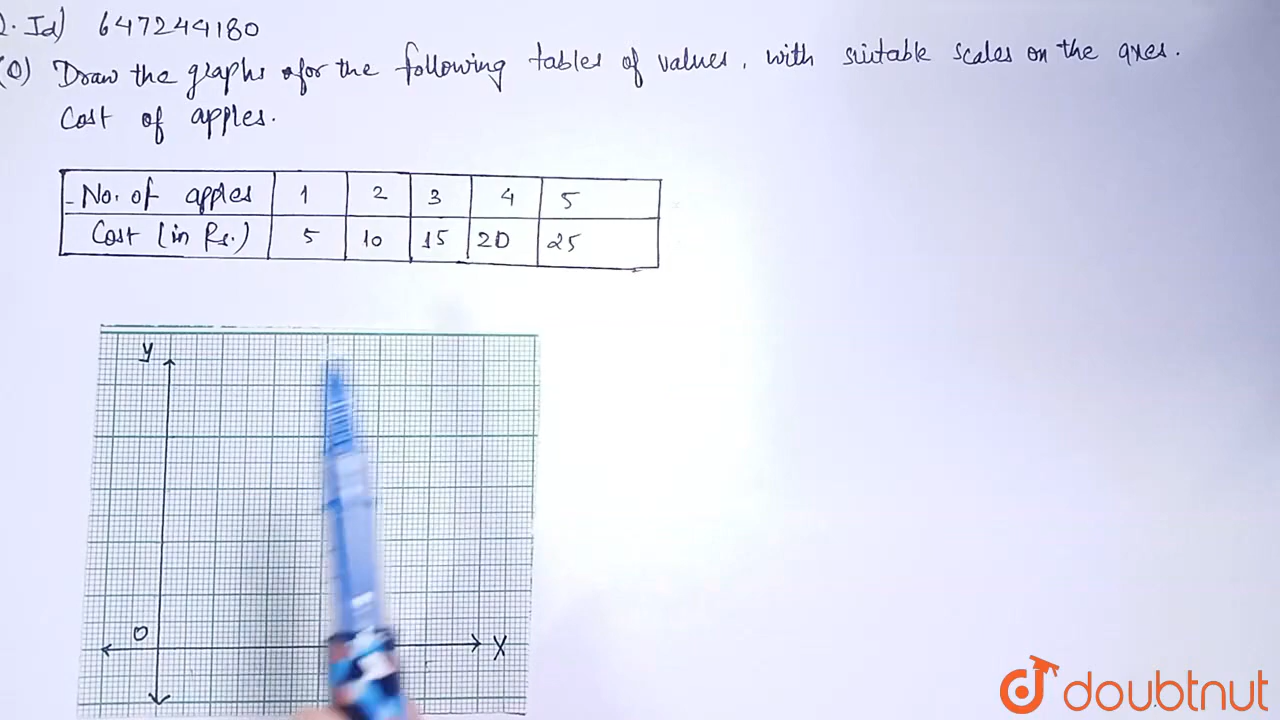 Q. Id) 647244180
(Q) Draw the graphs for the following tables of values, with suitable scales on the axes.
Cost of apples.
No. of apples 1 2 3 4 5
Cost (in Rs.) 5 10 15 20 25
Y
O
X
doubtnut